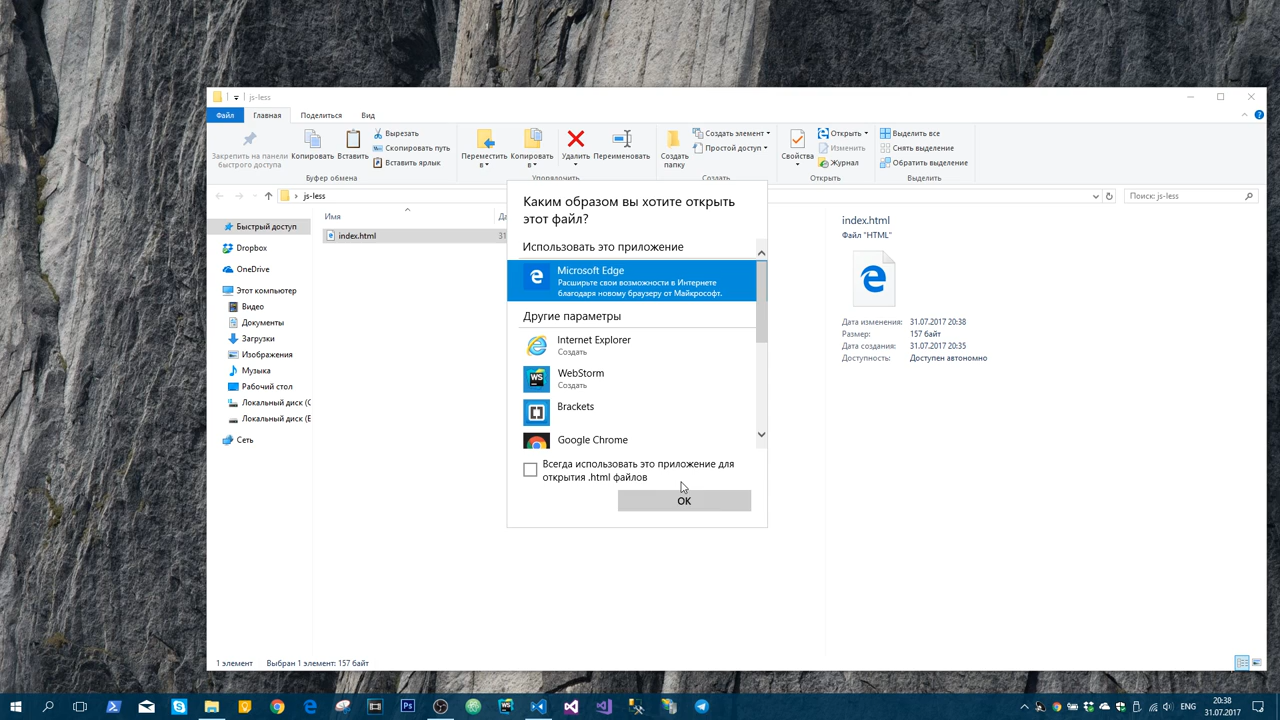 js-less
Файл Главная Поделиться Вид
Закрепить на панели быстрого доступа
Копировать
Вставить
Вырезать
Скопировать путь
Вставить ярлык
Буфер обмена
Переместить в
Копировать в
Удалить
Переименовать
Упорядочить
Создать папку
Создать элемент
Простой доступ
Создать
Свойства
Открыть
Изменить
Журнал
Открыть
Выделить все
Снять выделение
Обратить выделение
Выделить
js-less
Поиск: js-less
Быстрый доступ
Dropbox
OneDrive
Этот компьютер
Видео
Документы
Загрузки
Изображения
Музыка
Рабочий стол
Локальный диск (C
Локальный диск (E
Сеть
Имя
index.html
Каким образом вы хотите открыть
этот файл?
Использовать это приложение
Microsoft Edge
Расширьте свои возможности в Интернете
благодаря новому браузеру от Майкрософт.
Другие параметры
Internet Explorer
Создать
WebStorm
Создать
Brackets
Google Chrome
Всегда использовать это приложение для
открытия .html файлов
OK
index.html
Файл "HTML"
Дата изменения: 31.07.2017 20:38
Размер: 157 байт
Дата создания: 31.07.2017 20:35
Доступность: Доступен автономно
1 элемент Выбран 1 элемент: 157 байт
ENG
20:38
31.07.2017